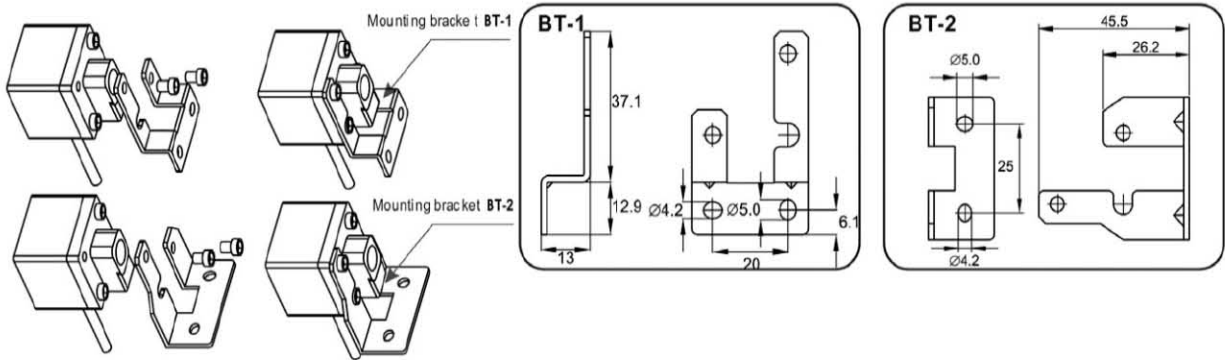 Mounting bracket BT-1
Mounting bracket BT-2
BT-1
37.1
12.9
Ø4.2
Ø5.0
6.1
13
20
BT-2
45.5
26.2
Ø5.0
25
Ø4.2